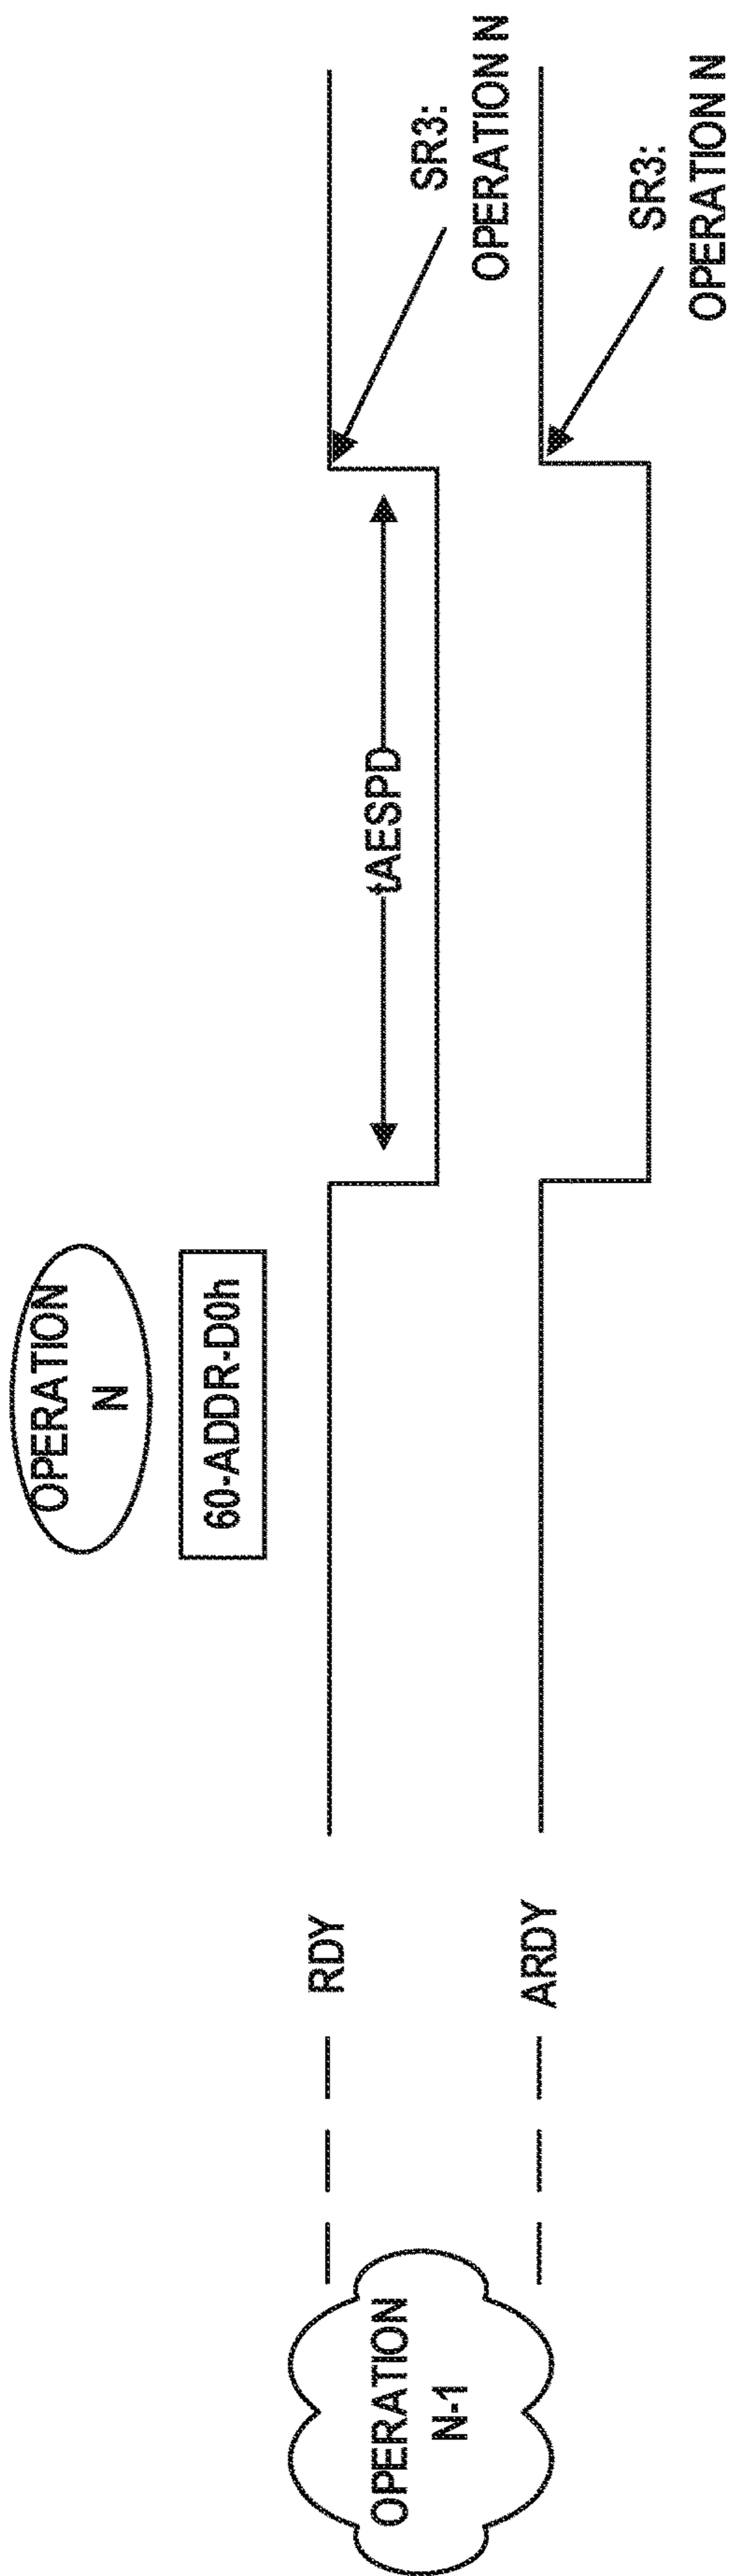 OPERATION
N
60-ADDR-D0h
OPERATION
N-1
RDY
tAESPD
SR3:
OPERATION N
ARDY
SR3:
OPERATION N